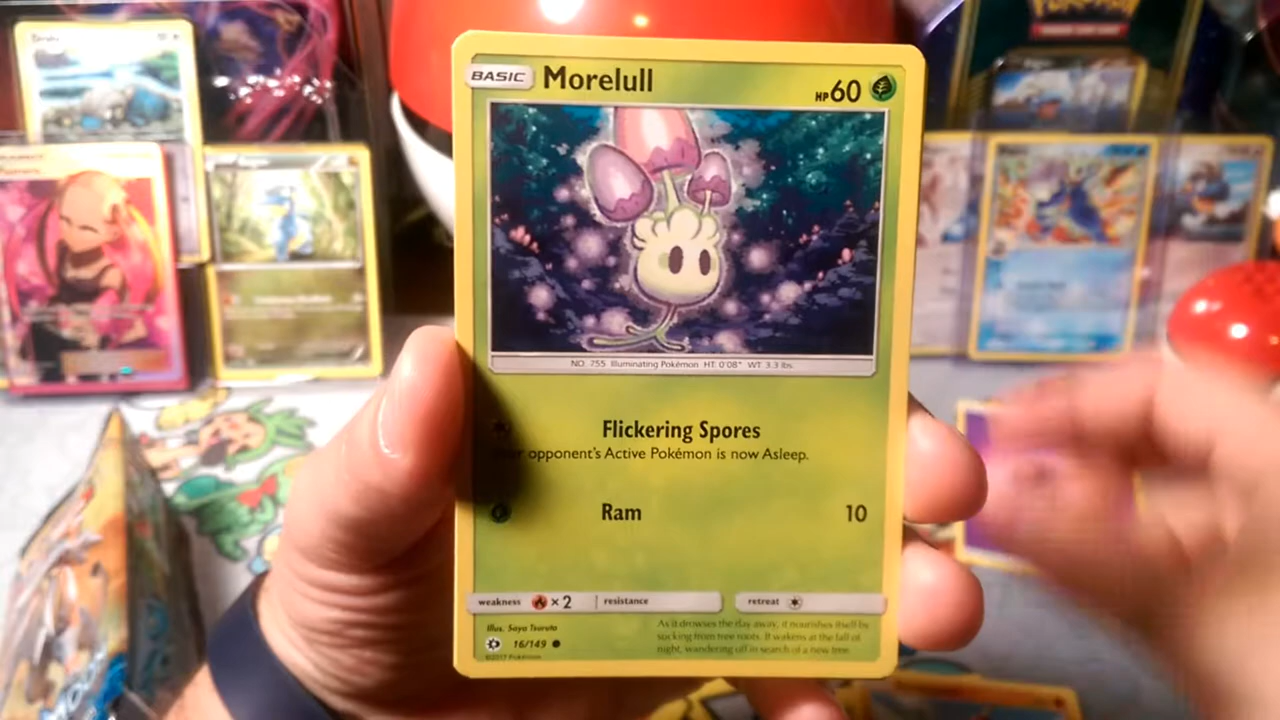 BASIC Morelull HP 60
NO. 755 Illuminating Pokémon HT: 0'08" WT: 3.3 lbs.
Flickering Spores
opponent's Active Pokémon is now Asleep.
Ram 10
weakness ×2 resistance retreat
Illus. Saya Tsuruta
16/149
©2017 Pokémon
As it drowses the day away, it nourishes itself by
sucking from tree roots. It wakens at the fall of
night, wandering off in search of a new tree.